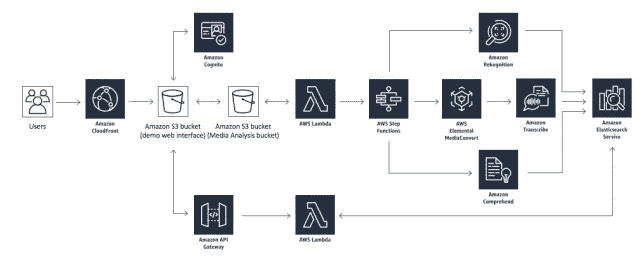 Amazon
Cognito
Amazon
Rekognition
Users
Amazon
CloudFront
Amazon S3 bucket
(demo web interface)
Amazon S3 bucket
(Media Analysis bucket)
AWS Lambda
AWS Step
Functions
AWS
Elemental
MediaConvert
Amazon
Transcribe
Amazon
Elasticsearch
Service
Amazon
Comprehend
Amazon API
Gateway
AWS Lambda